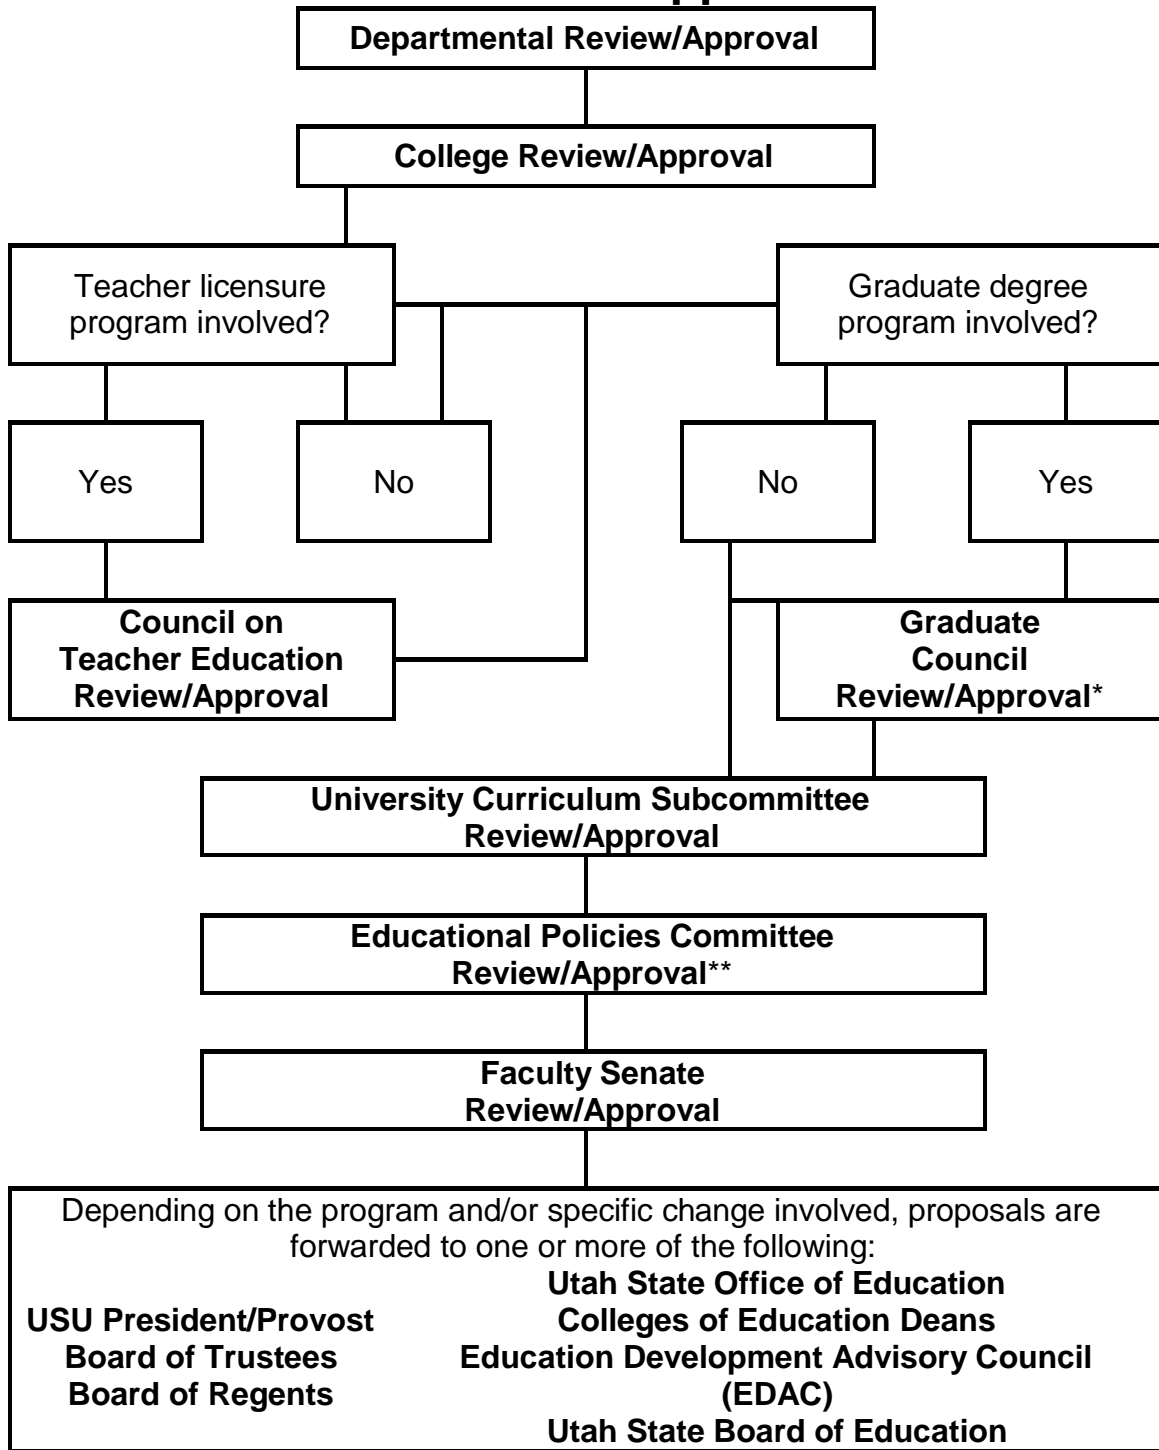 Departmental Review/Approval
College Review/Approval
Teacher licensure
program involved?
Graduate degree
program involved?
Yes
No
No
Yes
Council on
Teacher Education
Review/Approval
Graduate
Council
Review/Approval*
University Curriculum Subcommittee
Review/Approval
Educational Policies Committee
Review/Approval**
Faculty Senate
Review/Approval
Depending on the program and/or specific change involved, proposals are
forwarded to one or more of the following:
USU President/Provost
Board of Trustees
Board of Regents
Utah State Office of Education
Colleges of Education Deans
Education Development Advisory Council
(EDAC)
Utah State Board of Education